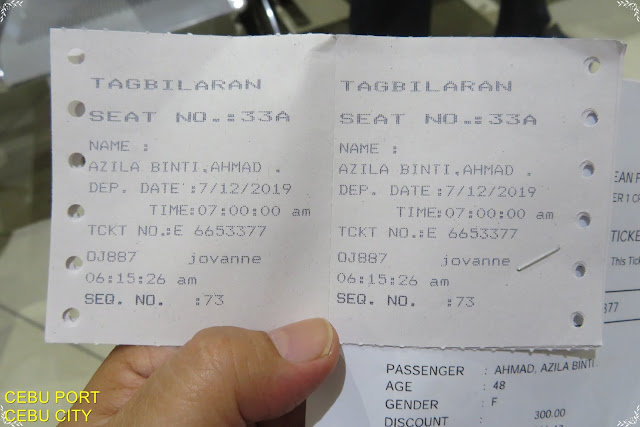 TAGBILARAN
SEAT NO.:33A
NAME :
AZILA BINTI,AHMAD .
DEP. DATE:7/12/2019
TIME:07:00:00 am
TCKT NO.:E 6653377
OJ887 jovanne
06:15:26 am
SEQ. NO. :73
TAGBILARAN
SEAT NO.:33A
NAME :
AZILA BINTI,AHMAD .
DEP. DATE:7/12/2019
TIME:07:00:00 am
TCKT NO.:E 6653377
OJ887 jovanne
06:15:26 am
SEQ. NO. :73
TICKE
This Tick
PASSENGER : AHMAD, AZILA BINTI
AGE : 48
GENDER : F
DISCOUNT : 300.00
CEBU PORT
CEBU CITY